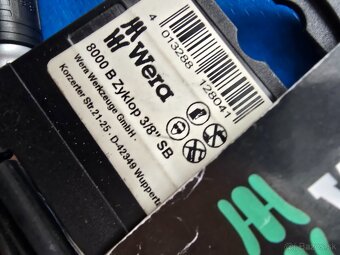 Wera
4 013288 128041
8000 B Zyklop 3/8" SB
Wera Werkzeuge GmbH
Korzerter Str. 21-25 . D-42349 Wuppertal